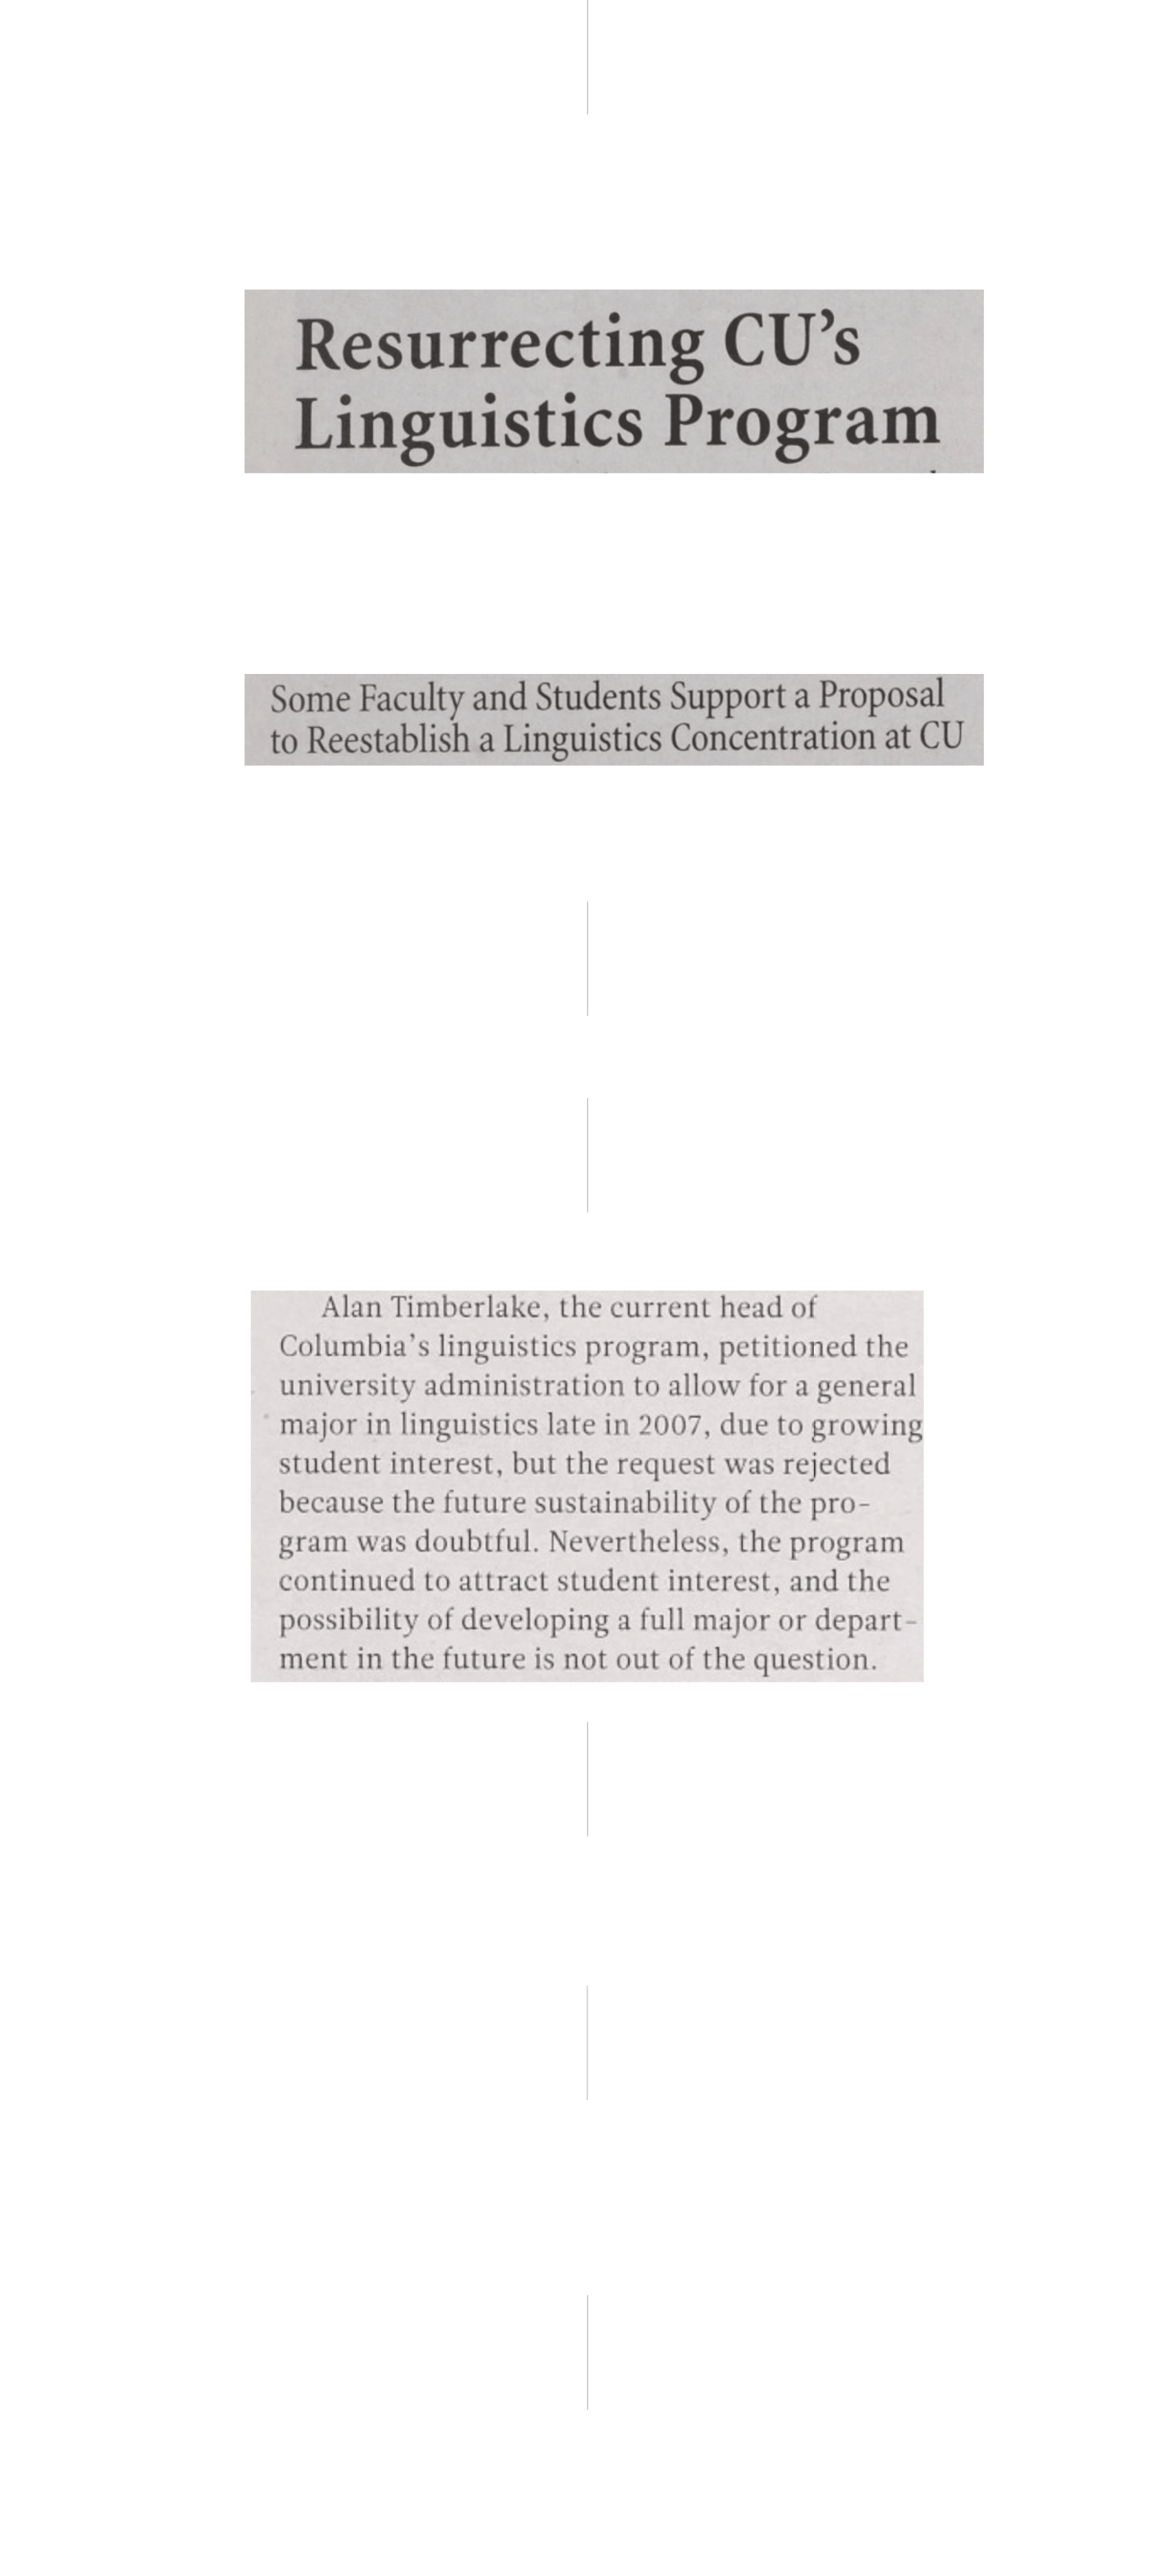 Resurrecting CU’s
Linguistics Program
Some Faculty and Students Support a Proposal
to Reestablish a Linguistics Concentration at CU
Alan Timberlake, the current head of
Columbia’s linguistics program, petitioned the
university administration to allow for a general
major in linguistics late in 2007, due to growing
student interest, but the request was rejected
because the future sustainability of the pro-
gram was doubtful. Nevertheless, the program
continued to attract student interest, and the
possibility of developing a full major or depart-
ment in the future is not out of the question.